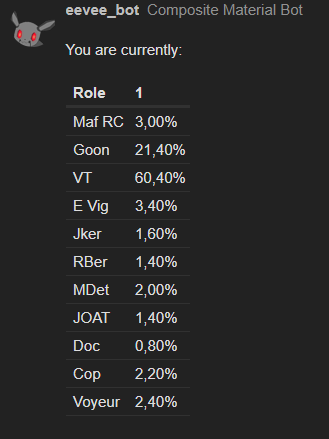 eevee_bot Composite Material Bot
You are currently:
Role 1
Maf RC 3,00%
Goon 21,40%
VT 60,40%
E Vig 3,40%
Jker 1,60%
RBer 1,40%
MDet 2,00%
JOAT 1,40%
Doc 0,80%
Cop 2,20%
Voyeur 2,40%